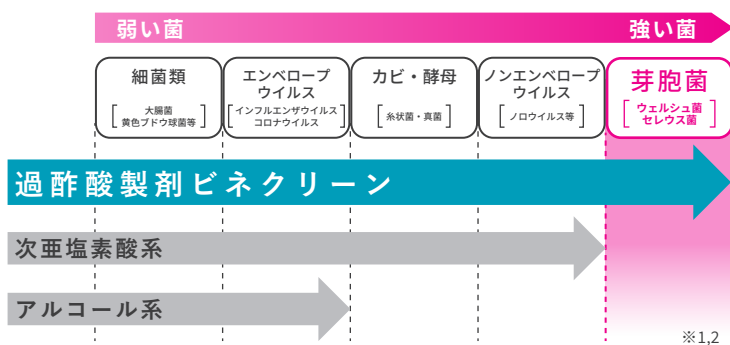 弱い菌
強い菌
細菌類
大腸菌
黄色ブドウ球菌等
エンベロープ
ウイルス
インフルエンザウイルス
コロナウイルス
カビ・酵母
糸状菌・真菌
ノンエンベロープ
ウイルス
ノロウイルス等
芽胞菌
ウェルシュ菌
セレウス菌
過酢酸製剤ビネクリーン
次亜塩素酸系
アルコール系
※1,2